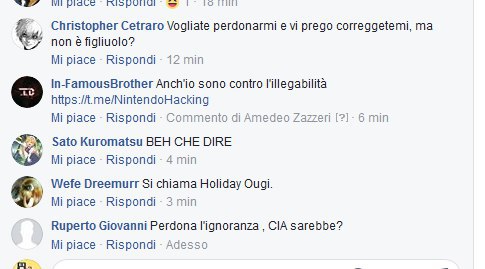 Mi piace · Rispondi · 1 · 18 min
Christopher Cetraro Vogliate perdonarmi e vi prego correggetemi, ma
non è figliuolo?
Mi piace · Rispondi · 12 min
In-FamousBrother Anch'io sono contro l'illegabilità
https://t.me/NintendoHacking
Mi piace · Rispondi · Commento di Amedeo Zazzeri [?] · 6 min
Sato Kuromatsu BEH CHE DIRE
Mi piace · Rispondi · 4 min
Wefe Dreemurr Si chiama Holiday Ougi.
Mi piace · Rispondi · 3 min
Ruperto Giovanni Perdona l'ignoranza , CIA sarebbe?
Mi piace · Rispondi · Adesso